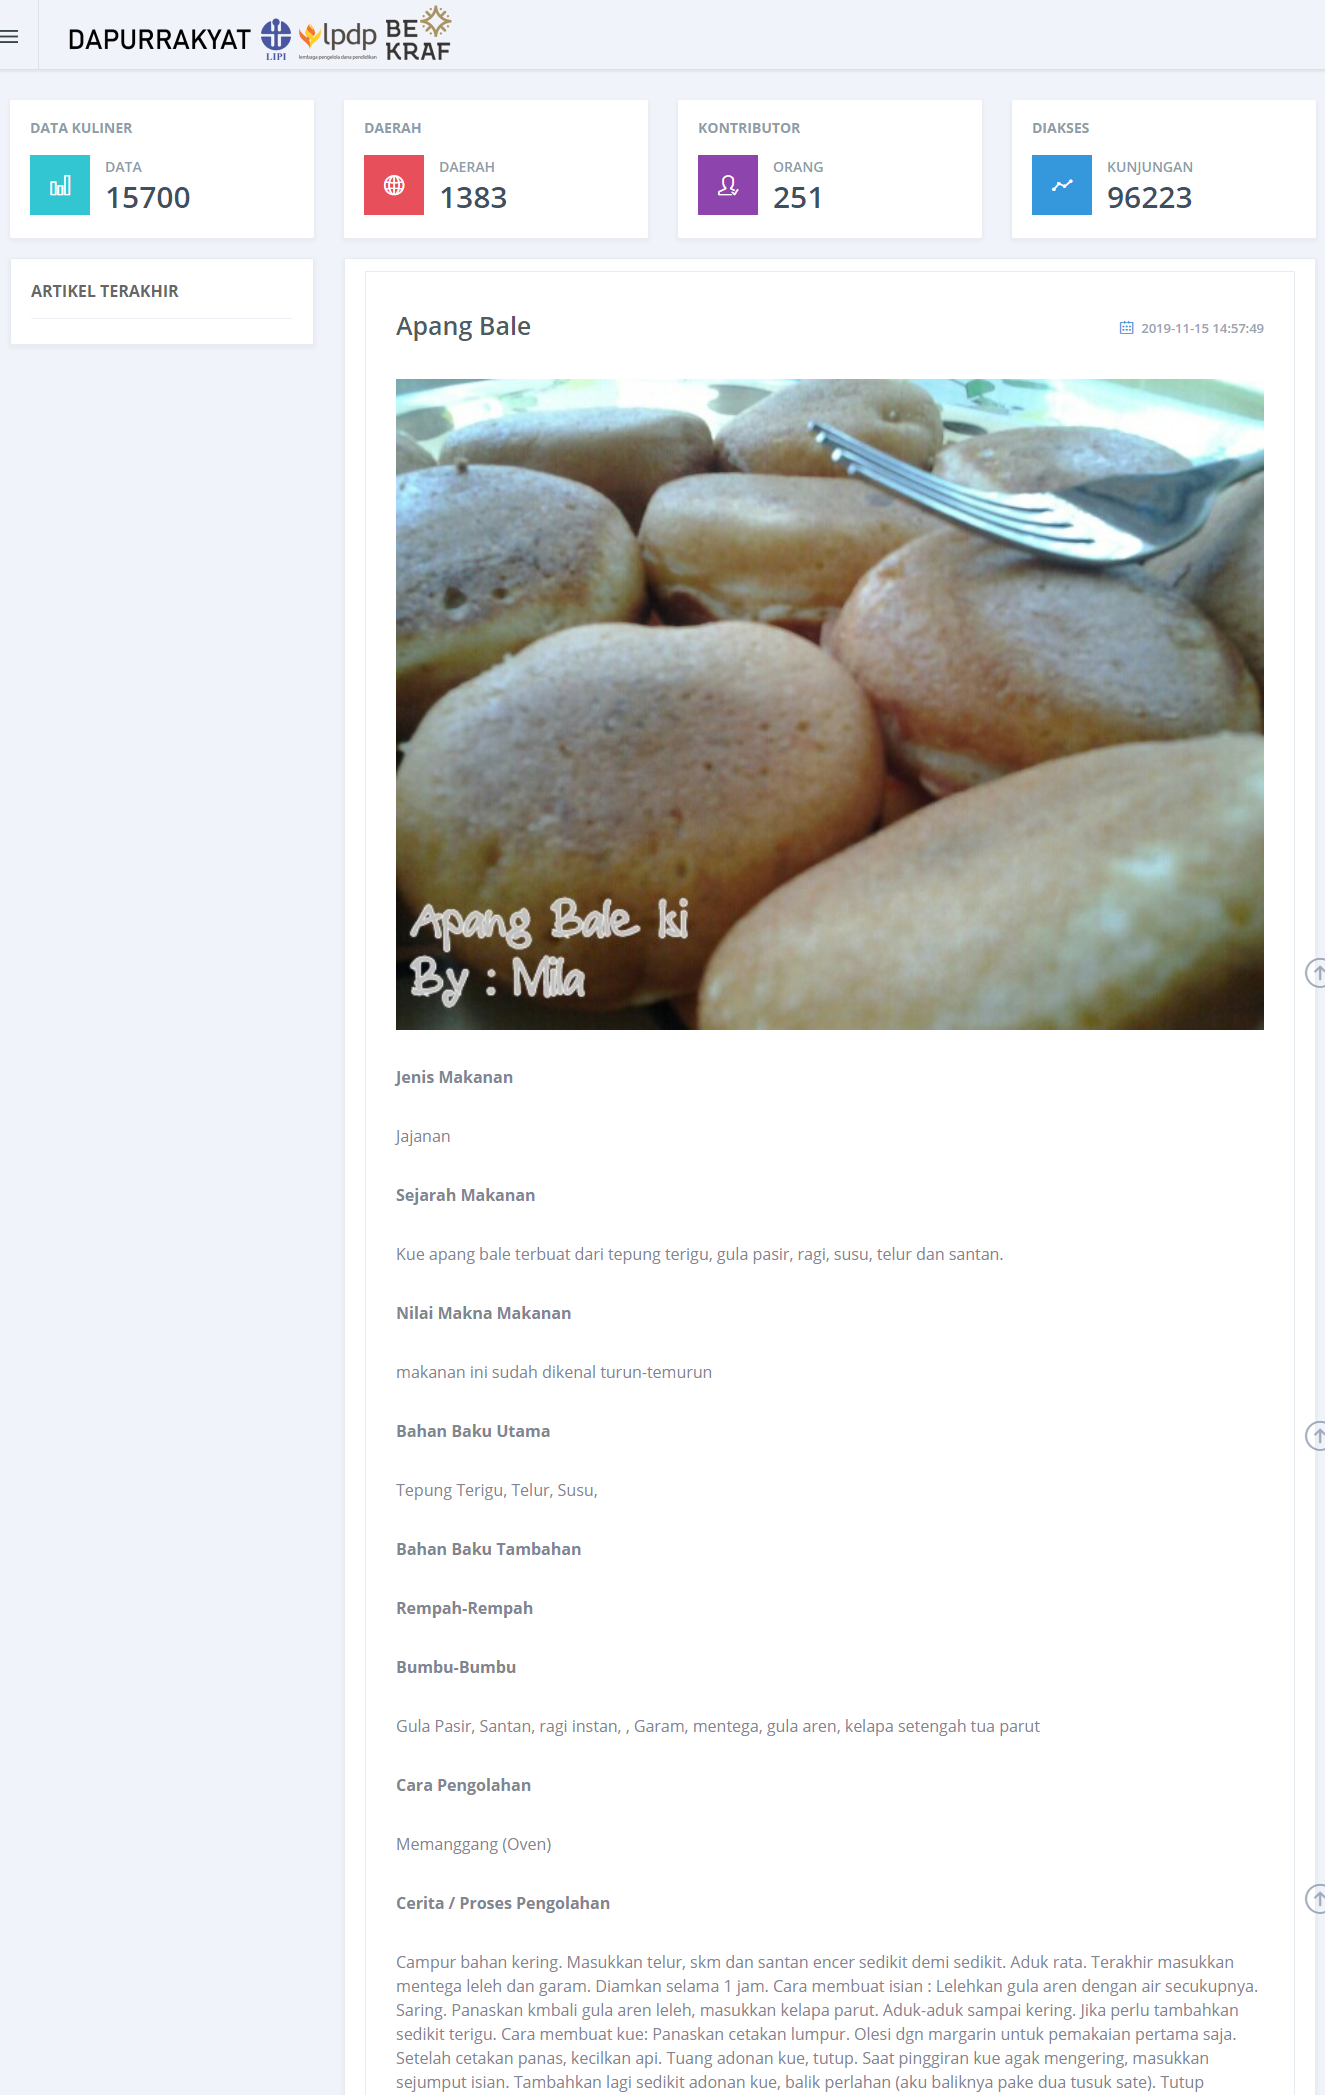 DAPURRAKYAT LIPI lpdp lembaga pengelola dana pendidikan BE KRAF
DATA KULINER
DATA
15700
DAERAH
DAERAH
1383
KONTRIBUTOR
ORANG
251
DIAKSES
KUNJUNGAN
96223
ARTIKEL TERAKHIR
Apang Bale
2019-11-15 14:57:49
Apang Bale ki
By : Mila
Jenis Makanan
Jajanan
Sejarah Makanan
Kue apang bale terbuat dari tepung terigu, gula pasir, ragi, susu, telur dan santan.
Nilai Makna Makanan
makanan ini sudah dikenal turun-temurun
Bahan Baku Utama
Tepung Terigu, Telur, Susu,
Bahan Baku Tambahan
Rempah-Rempah
Bumbu-Bumbu
Gula Pasir, Santan, ragi instan, , Garam, mentega, gula aren, kelapa setengah tua parut
Cara Pengolahan
Memanggang (Oven)
Cerita / Proses Pengolahan
Campur bahan kering. Masukkan telur, skm dan santan encer sedikit demi sedikit. Aduk rata. Terakhir masukkan
mentega leleh dan garam. Diamkan selama 1 jam. Cara membuat isian : Lelehkan gula aren dengan air secukupnya.
Saring. Panaskan kmbali gula aren leleh, masukkan kelapa parut. Aduk-aduk sampai kering. Jika perlu tambahkan
sedikit terigu. Cara membuat kue: Panaskan cetakan lumpur. Olesi dgn margarin untuk pemakaian pertama saja.
Setelah cetakan panas, kecilkan api. Tuang adonan kue, tutup. Saat pinggiran kue agak mengering, masukkan
sejumput isian. Tambahkan lagi sedikit adonan kue, balik perlahan (aku baliknya pake dua tusuk sate). Tutup